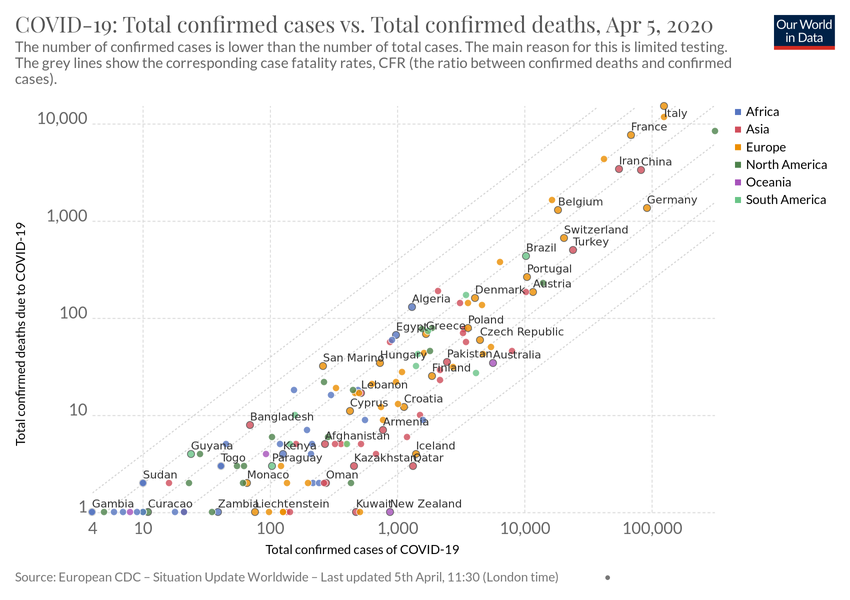 COVID-19: Total confirmed cases vs. Total confirmed deaths, Apr 5, 2020
Our World
in Data
The number of confirmed cases is lower than the number of total cases. The main reason for this is limited testing.
The grey lines show the corresponding case fatality rates, CFR (the ratio between confirmed deaths and confirmed
cases).
10,000
1,000
100
10
1
Total confirmed deaths due to COVID-19
Italy
France
Iran
China
Germany
Belgium
Switzerland
Turkey
Brazil
Portugal
Austria
Denmark
Algeria
Egypt
Greece
Poland
Czech Republic
San Marino
Hungary
Pakistan
Australia
Finland
Lebanon
Cyprus
Croatia
Bangladesh
Armenia
Afghanistan
Guyana
Kenya
Iceland
Togo
Paraguay
Kazakhstan
Qatar
Sudan
Monaco
Oman
Gambia
Curacao
Zambia
Liechtenstein
Kuwait
New Zealand
4
10
100
1,000
10,000
100,000
Total confirmed cases of COVID-19
Africa
Asia
Europe
North America
Oceania
South America
Source: European CDC – Situation Update Worldwide – Last updated 5th April, 11:30 (London time)